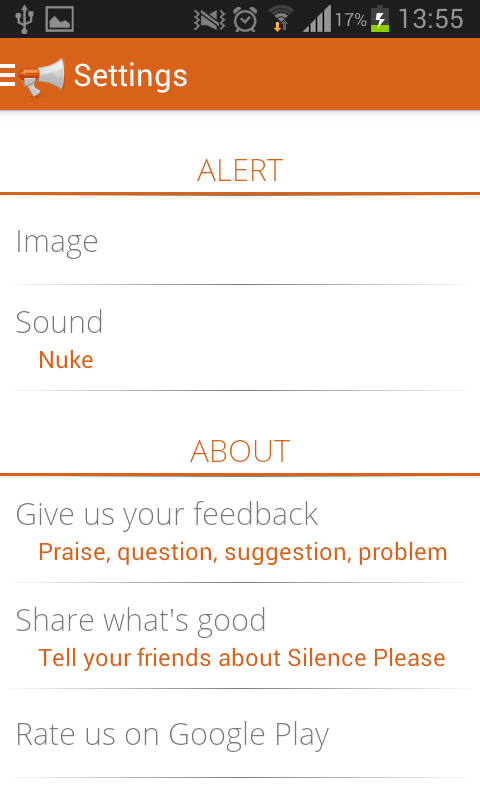 17% 13:55
Settings
ALERT
Image
Sound
Nuke
ABOUT
Give us your feedback
Praise, question, suggestion, problem
Share what's good
Tell your friends about Silence Please
Rate us on Google Play